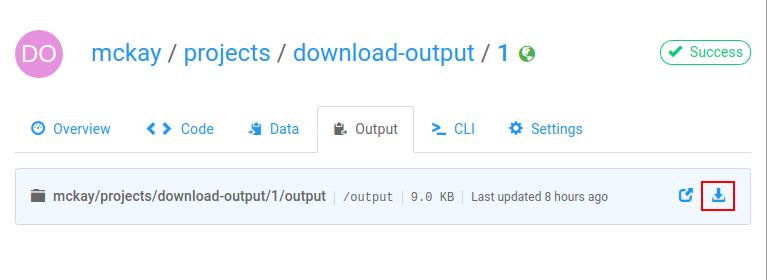 DO mckay / projects / download-output / 1 Success
Overview Code Data Output CLI Settings
mckay/projects/download-output/1/output /output 9.0 KB Last updated 8 hours ago